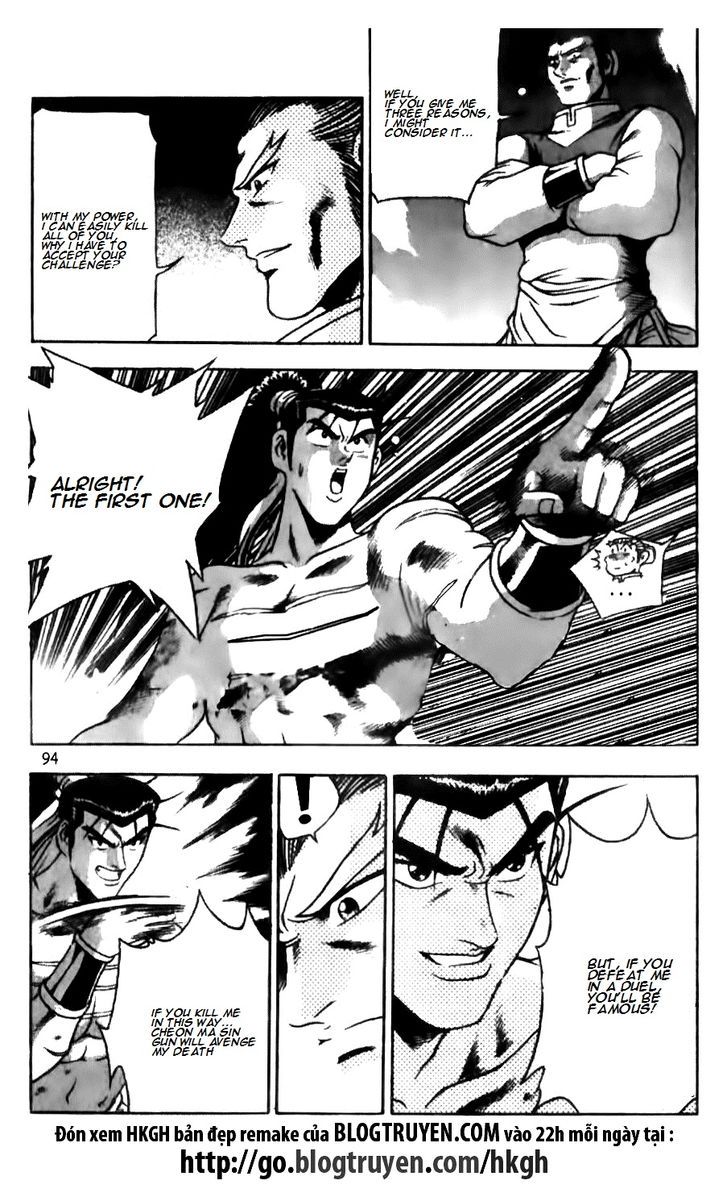 WITH MY POWER,
I CAN EASILY KILL
ALL OF YOU,
WHY I HAVE TO
ACCEPT YOUR
CHALLENGE?
WELL,
IF YOU GIVE ME
THREE REASONS,
I MIGHT
CONSIDER IT...
ALRIGHT!
THE FIRST ONE!
...
94
IF YOU KILL ME
IN THIS WAY...
CHEON MA SIN
GUN WILL AVENGE
MY DEATH
!
BUT, IF YOU
DEFEAT ME
IN A DUEL,
YOU'LL BE
FAMOUS!
Đón xem HKGH bản đẹp remake của BLOGTRUYEN.COM vào 22h mỗi ngày tại :
http://go.blogtruyen.com/hkgh